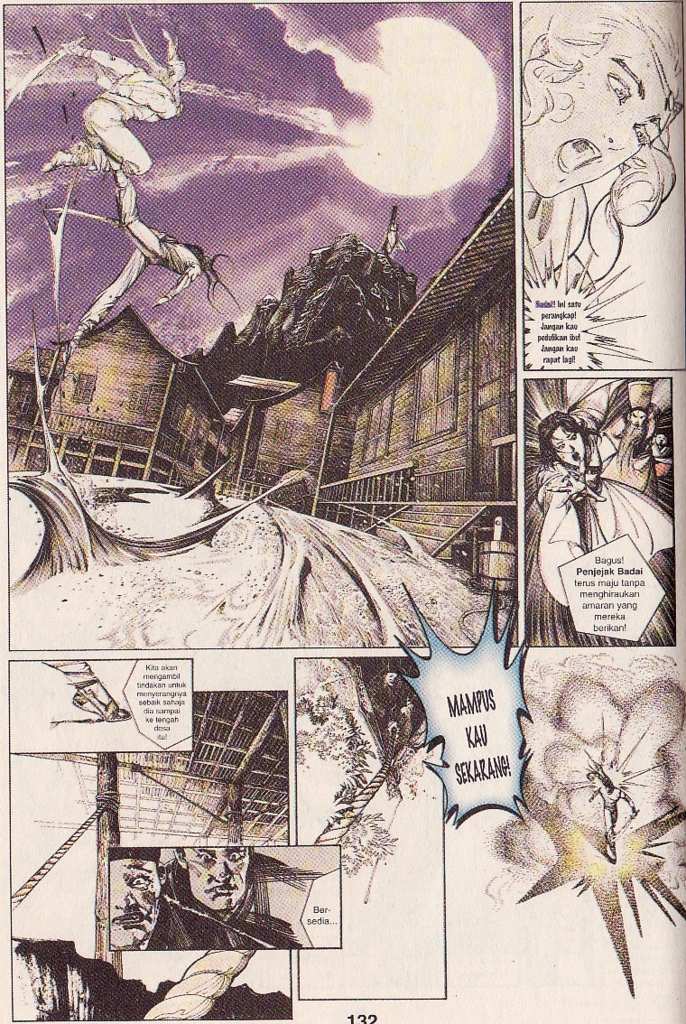 Badai! Ini satu
perangkap!
Jangan kau
pedulikan ibu!
Jangan kau
rapat lagi!
Bagus!
Penjejak Badai
terus maju tanpa
menghiraukan
amaran yang
mereka
berikan!
Kita akan
mengambil
tindakan untuk
menyerangnya
sebaik sahaja
dia sampai
ke tengah
desa
itu!
Ber-
sedia...
MAMPUS
KAU
SEKARANG!
132